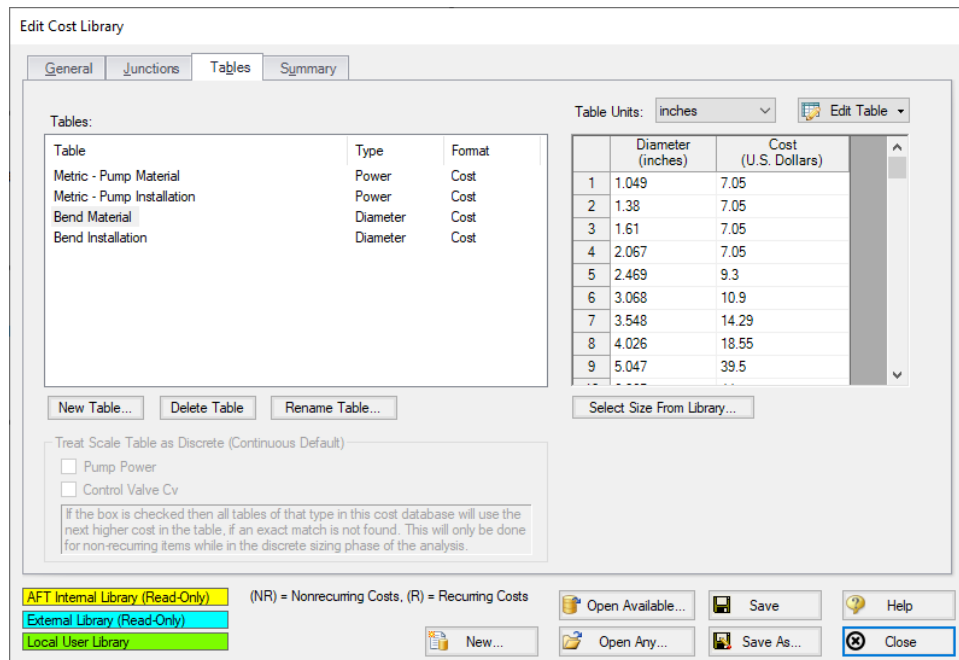 Edit Cost Library
General Junctions Tables Summary
Tables:
Table Units: inches Edit Table
Table Type Format
Metric - Pump Material Power Cost
Metric - Pump Installation Power Cost
Bend Material Diameter Cost
Bend Installation Diameter Cost
Diameter (inches) Cost (U.S. Dollars)
1 1.049 7.05
2 1.38 7.05
3 1.61 7.05
4 2.067 7.05
5 2.469 9.3
6 3.068 10.9
7 3.548 14.29
8 4.026 18.55
9 5.047 39.5
New Table... Delete Table Rename Table...
Select Size From Library...
Treat Scale Table as Discrete (Continuous Default)
Pump Power
Control Valve Cv
If the box is checked then all tables of that type in this cost database will use the
next higher cost in the table, if an exact match is not found. This will only be done
for non-recurring items while in the discrete sizing phase of the analysis.
AFT Internal Library (Read-Only)
External Library (Read-Only)
Local User Library
(NR) = Nonrecurring Costs, (R) = Recurring Costs
Open Available... Save Help
New... Open Any... Save As... Close